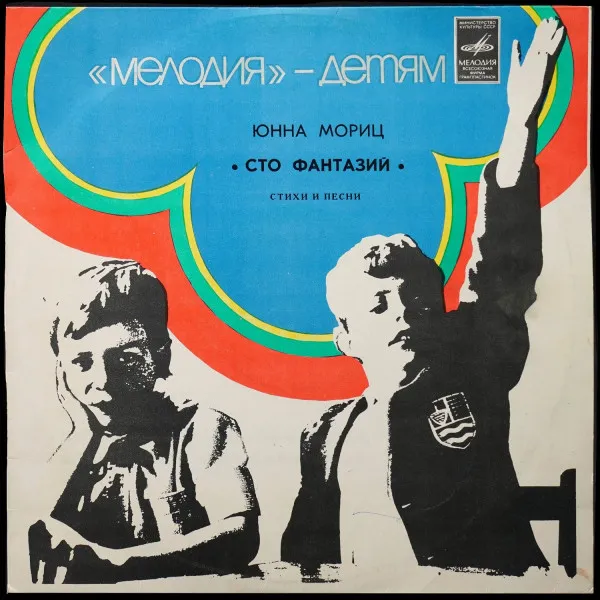 «МЕЛОДИЯ» – ДЕТЯМ
МИНИСТЕРСТВО
КУЛЬТУРЫ СССР
МЕЛОДИЯ
ВСЕСОЮЗНАЯ
ФИРМА
ГРАМПЛАСТИНОК
ЮННА МОРИЦ
• СТО ФАНТАЗИЙ •
СТИХИ И ПЕСНИ